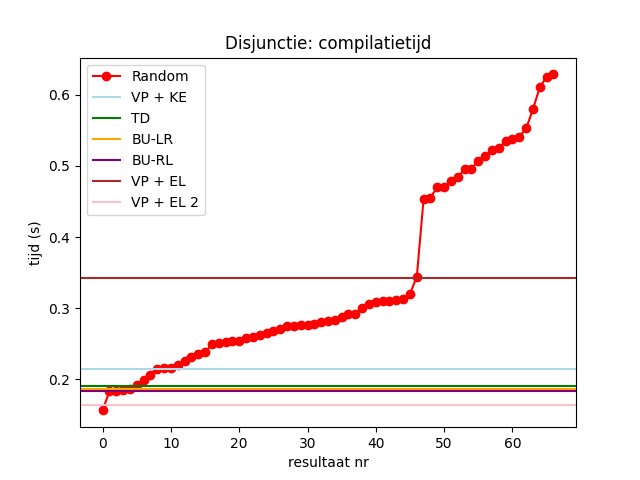 Disjunctie: compilatietijd
Random
VP + KE
TD
BU-LR
BU-RL
VP + EL
VP + EL 2
tijd (s)
0.6
0.5
0.4
0.3
0.2
0 10 20 30 40 50 60
resultaat nr